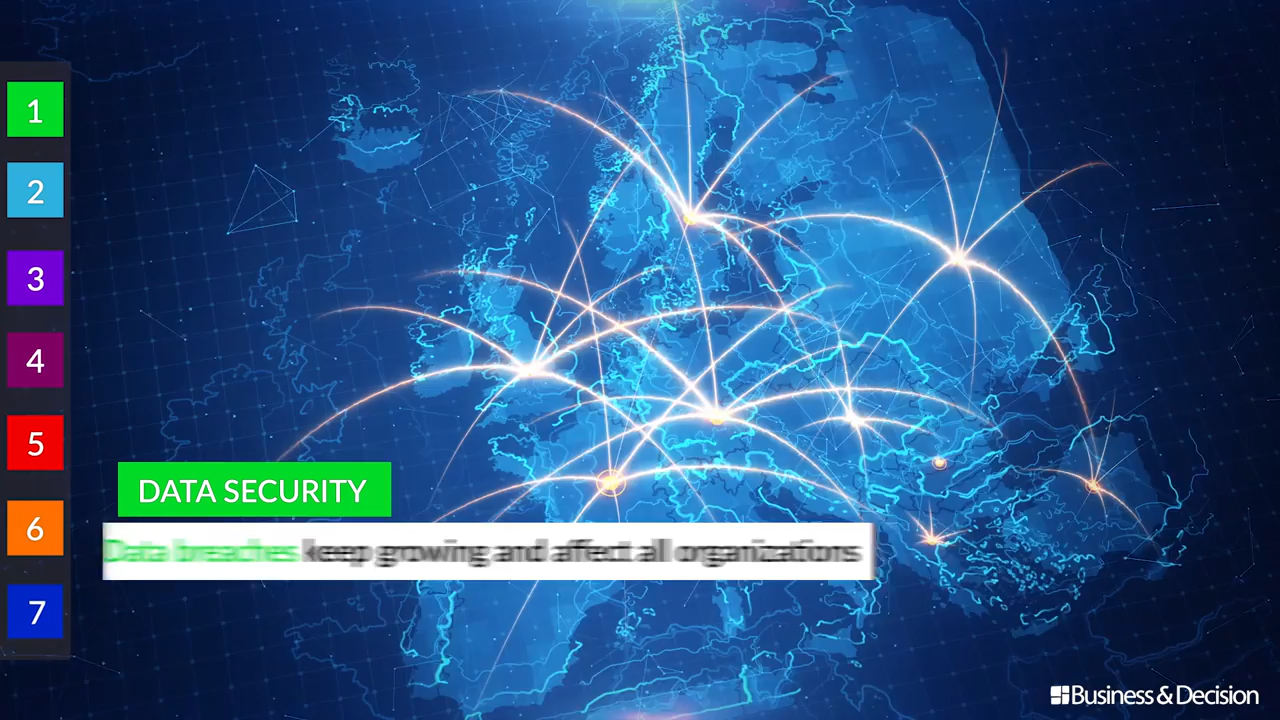 1
2
3
4
5
6
7
DATA SECURITY
Data breaches keep growing and affect all organizations
Business & Decision